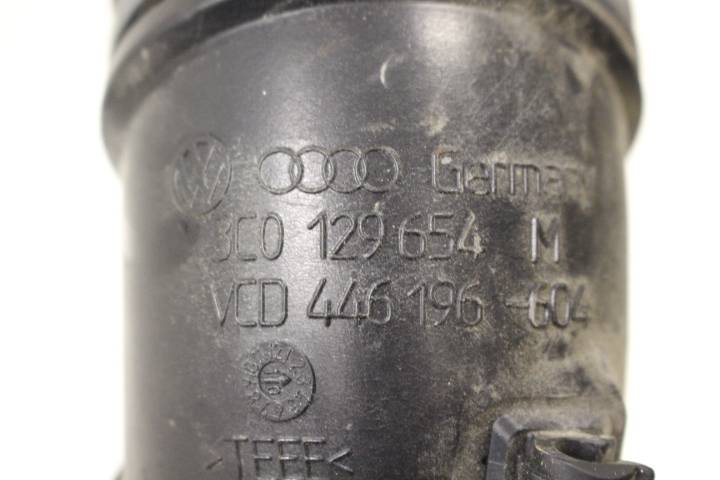 Germany
3C0 129 654 M
VCD 446 196-604
>TEEE<